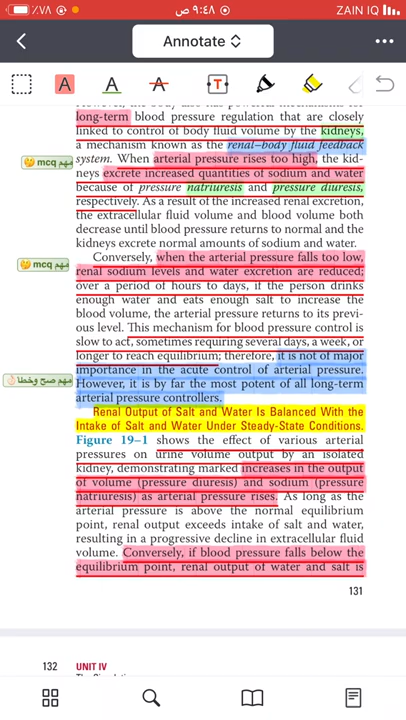 ٪٧٨ ٩:٤٨ ص ZAIN IQ
Annotate
long-term blood pressure regulation that are closely
linked to control of body fluid volume by the kidneys,
a mechanism known as the renal–body fluid feedback
system. When arterial pressure rises too high, the kid-
مهم mcq
neys excrete increased quantities of sodium and water
because of pressure natriuresis and pressure diuresis,
respectively. As a result of the increased renal excretion,
the extracellular fluid volume and blood volume both
decrease until blood pressure returns to normal and the
kidneys excrete normal amounts of sodium and water.
Conversely, when the arterial pressure falls too low,
مهم mcq
renal sodium levels and water excretion are reduced;
over a period of hours to days, if the person drinks
enough water and eats enough salt to increase the
blood volume, the arterial pressure returns to its previ-
ous level. This mechanism for blood pressure control is
slow to act, sometimes requiring several days, a week, or
longer to reach equilibrium; therefore, it is not of major
importance in the acute control of arterial pressure.
مهم صح وخطا
However, it is by far the most potent of all long-term
arterial pressure controllers.
Renal Output of Salt and Water Is Balanced With the
Intake of Salt and Water Under Steady-State Conditions.
Figure 19–1 shows the effect of various arterial
pressures on urine volume output by an isolated
kidney, demonstrating marked increases in the output
of volume (pressure diuresis) and sodium (pressure
natriuresis) as arterial pressure rises. As long as the
arterial pressure is above the normal equilibrium
point, renal output exceeds intake of salt and water,
resulting in a progressive decline in extracellular fluid
volume. Conversely, if blood pressure falls below the
equilibrium point, renal output of water and salt is
131
132 UNIT IV